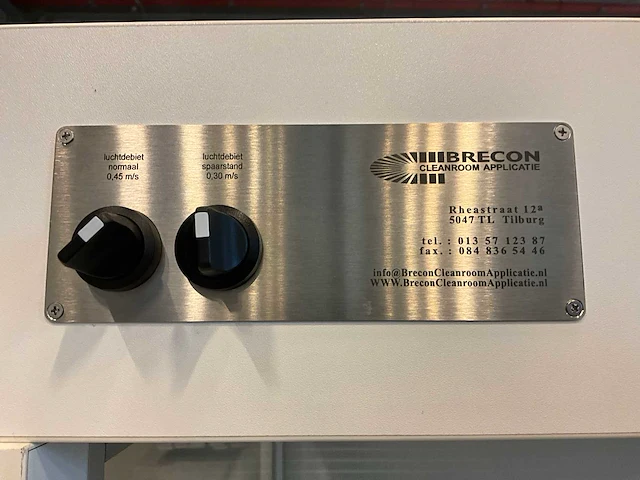 luchtdebiet
normaal
0,45 m/s
luchtdebiet
spaarstand
0,30 m/s
BRECON
CLEANROOM APPLICATIE
Rheastraat 12a
5047 TL Tilburg
tel. : 013 57 123 87
fax. : 084 836 54 46
info@BreconCleanroomApplicatie.nl
WWW.BreconCleanroomApplicatie.nl